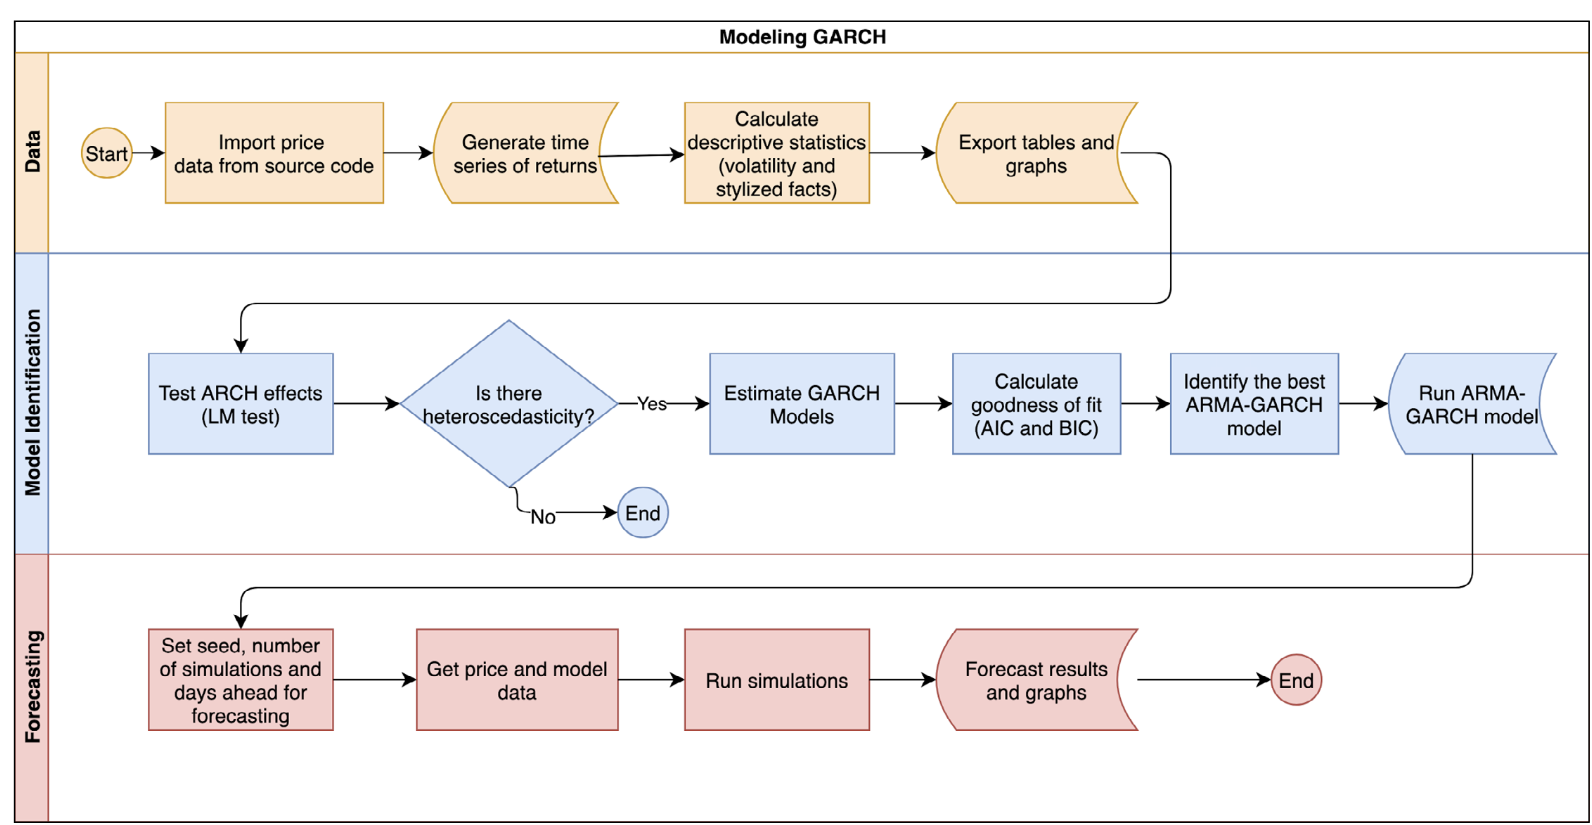 Modeling GARCH
Data
Start
Import price
data from source code
Generate time
series of returns
Calculate
descriptive statistics
(volatility and
stylized facts)
Export tables and
graphs
Model Identification
Test ARCH effects
(LM test)
Is there
heteroscedasticity?
Yes
No
End
Estimate GARCH
Models
Calculate
goodness of fit
(AIC and BIC)
Identify the best
ARMA-GARCH
model
Run ARMA-
GARCH model
Forecasting
Set seed, number
of simulations and
days ahead for
forecasting
Get price and model
data
Run simulations
Forecast results
and graphs
End